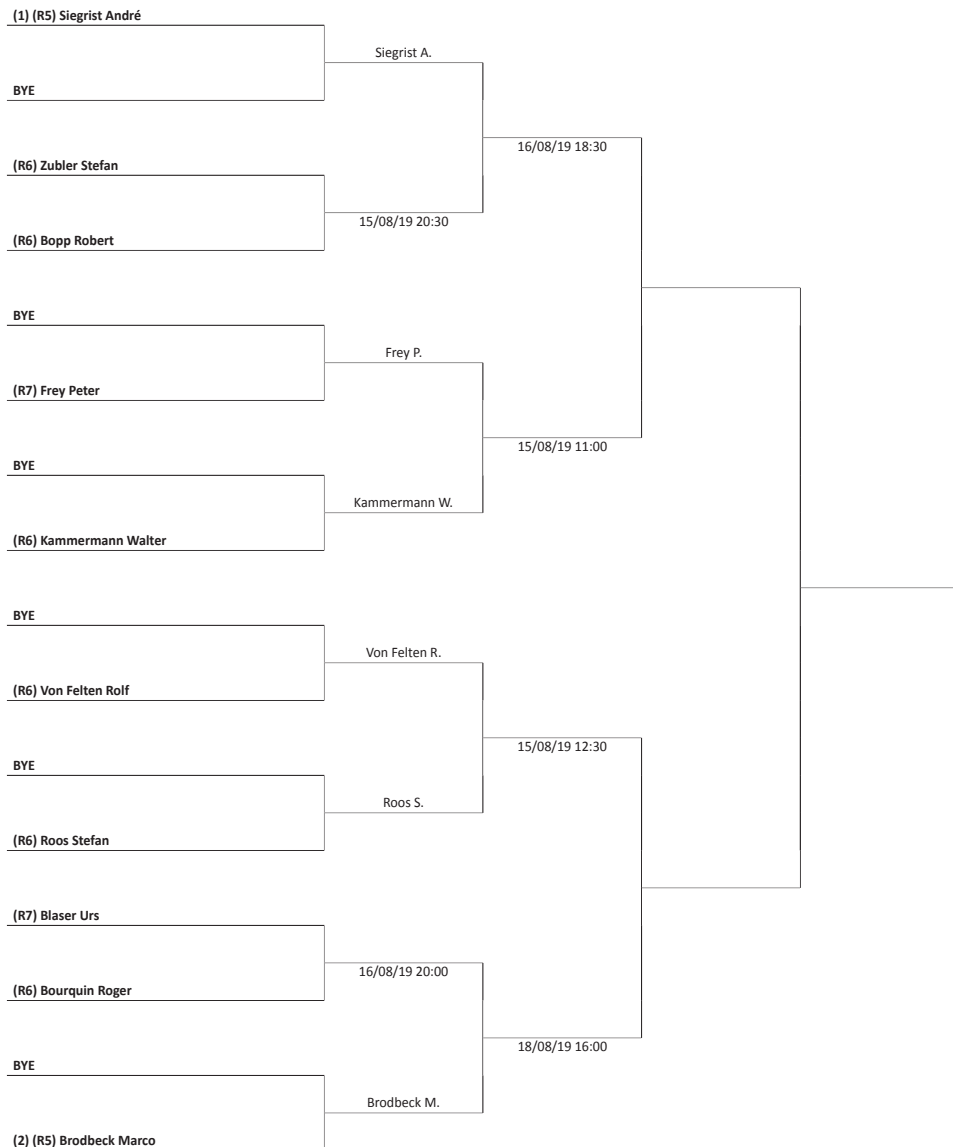 (1) (R5) Siegrist André
Siegrist A.
BYE
16/08/19 18:30
(R6) Zubler Stefan
15/08/19 20:30
(R6) Bopp Robert
BYE
Frey P.
(R7) Frey Peter
15/08/19 11:00
BYE
Kammermann W.
(R6) Kammermann Walter
BYE
Von Felten R.
(R6) Von Felten Rolf
15/08/19 12:30
BYE
Roos S.
(R6) Roos Stefan
(R7) Blaser Urs
16/08/19 20:00
(R6) Bourquin Roger
18/08/19 16:00
BYE
Brodbeck M.
(2) (R5) Brodbeck Marco